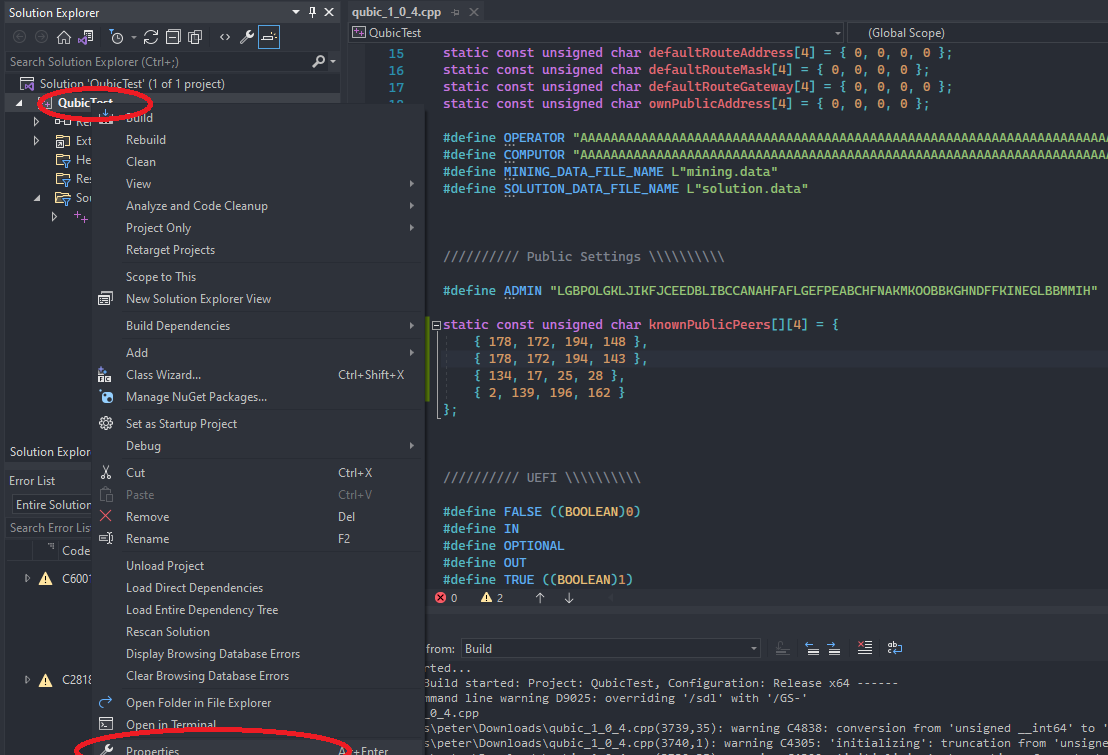 Solution Explorer
Search Solution Explorer (Ctrl+;)
Solution 'QubicTest' (1 of 1 project)
QubicTest
Ext
He
Res
Sou
Build
Rebuild
Clean
View
Analyze and Code Cleanup
Project Only
Retarget Projects
Scope to This
New Solution Explorer View
Build Dependencies
Add
Class Wizard... Ctrl+Shift+X
Manage NuGet Packages...
Set as Startup Project
Debug
Cut Ctrl+X
Paste Ctrl+V
Remove Del
Rename F2
Unload Project
Load Direct Dependencies
Load Entire Dependency Tree
Rescan Solution
Display Browsing Database Errors
Clear Browsing Database Errors
Open Folder in File Explorer
Open in Terminal
Properties
+Enter
Solution Explor
Error List
Entire Solution
Search Error Lis
Code
C6001
C2818
qubic_1_0_4.cpp
QubicTest
(Global Scope)
15 static const unsigned char defaultRouteAddress[4] = { 0, 0, 0, 0 };
16 static const unsigned char defaultRouteMask[4] = { 0, 0, 0, 0 };
17 static const unsigned char defaultRouteGateway[4] = { 0, 0, 0, 0 };
static const unsigned char ownPublicAddress[4] = { 0, 0, 0, 0 };
#define OPERATOR "AAAAAAAAAAAAAAAAAAAAAAAAAAAAAAAAAAAAAAAAAAAAAAAAAAAAAAAAAAAAAAAAAAAAA
#define COMPUTOR "AAAAAAAAAAAAAAAAAAAAAAAAAAAAAAAAAAAAAAAAAAAAAAAAAAAAAAAAAAAAAAAAAAAAA
#define MINING_DATA_FILE_NAME L"mining.data"
#define SOLUTION_DATA_FILE_NAME L"solution.data"
////////// Public Settings \\\\\\\\\\
#define ADMIN "LGBPOLGKLJIKFJCEEDBLIBCCANAHFAFLGEFPEABCHFNAKMKOOBBKGHNDFFKINEGLBBMMIH"
static const unsigned char knownPublicPeers[][4] = {
{ 178, 172, 194, 148 },
{ 178, 172, 194, 143 },
{ 134, 17, 25, 28 },
{ 2, 139, 196, 162 }
};
////////// UEFI \\\\\\\\\\
#define FALSE ((BOOLEAN)0)
#define IN
#define OPTIONAL
#define OUT
#define TRUE ((BOOLEAN)1)
0 2
from: Build
rted...
Build started: Project: QubicTest, Configuration: Release x64 ------
mmand line warning D9025: overriding '/sdl' with '/GS-'
_0_4.cpp
s\peter\Downloads\qubic_1_0_4.cpp(3739,35): warning C4838: conversion from 'unsigned __int64' to '
s\peter\Downloads\qubic_1_0_4.cpp(3740,1): warning C4305: 'initializing': truncation from 'unsigne